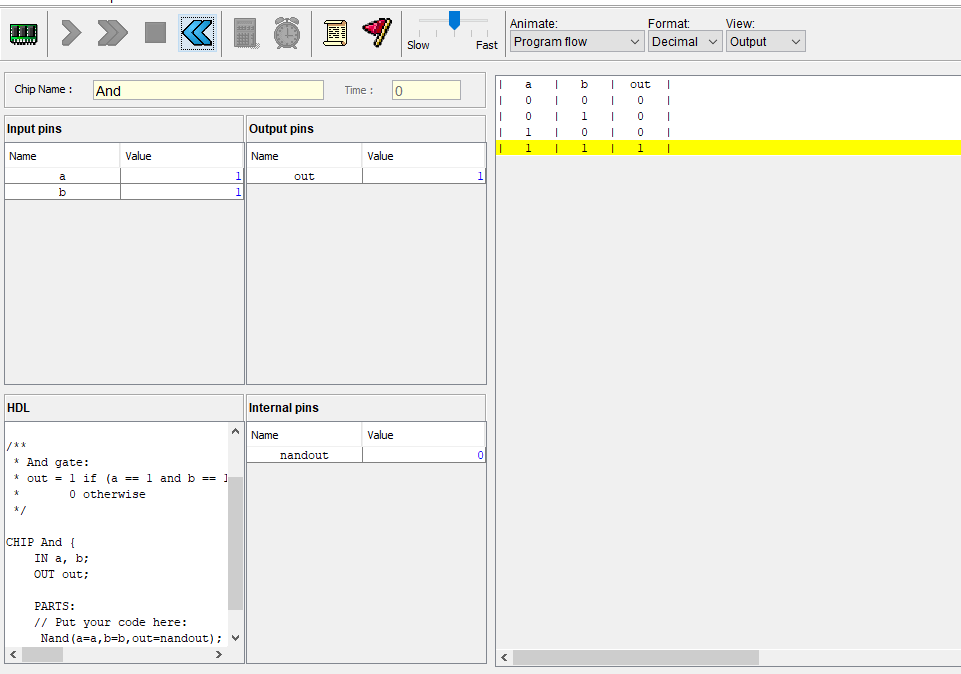 Animate: Format: View:
Slow Fast Program flow Decimal Output
Chip Name : And Time : 0
Input pins Output pins
Name Value Name Value
a 1 out 1
b 1
| a | b | out |
| 0 | 0 | 0 |
| 0 | 1 | 0 |
| 1 | 0 | 0 |
| 1 | 1 | 1 |
HDL
/**
* And gate:
* out = 1 if (a == 1 and b == 1
* 0 otherwise
*/
CHIP And {
IN a, b;
OUT out;
PARTS:
// Put your code here:
Nand(a=a,b=b,out=nandout);
Internal pins
Name Value
nandout 0